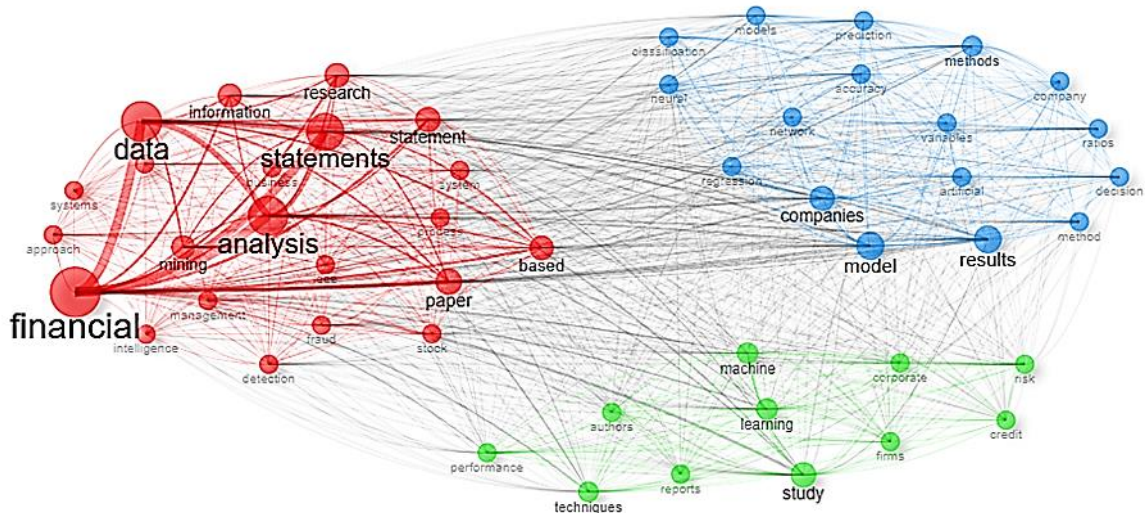 research
information
data
statements
statement
business
system
systems
process
approach
analysis
mining
based
financial
paper
management
intelligence
fraud
stock
detection
models
prediction
classification
methods
neural
accuracy
company
network
variables
ratios
regression
artificial
decision
companies
method
model
results
machine
corporate
risk
authors
learning
credit
performance
firms
reports
techniques
study